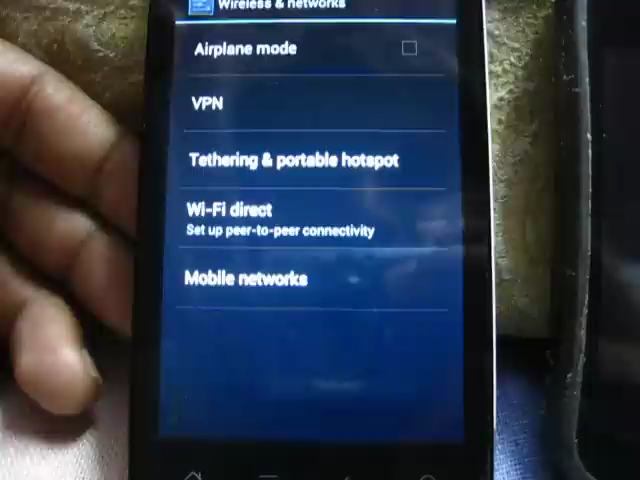 Wireless & networks
Airplane mode
VPN
Tethering & portable hotspot
Wi-Fi direct
Set up peer-to-peer connectivity
Mobile networks